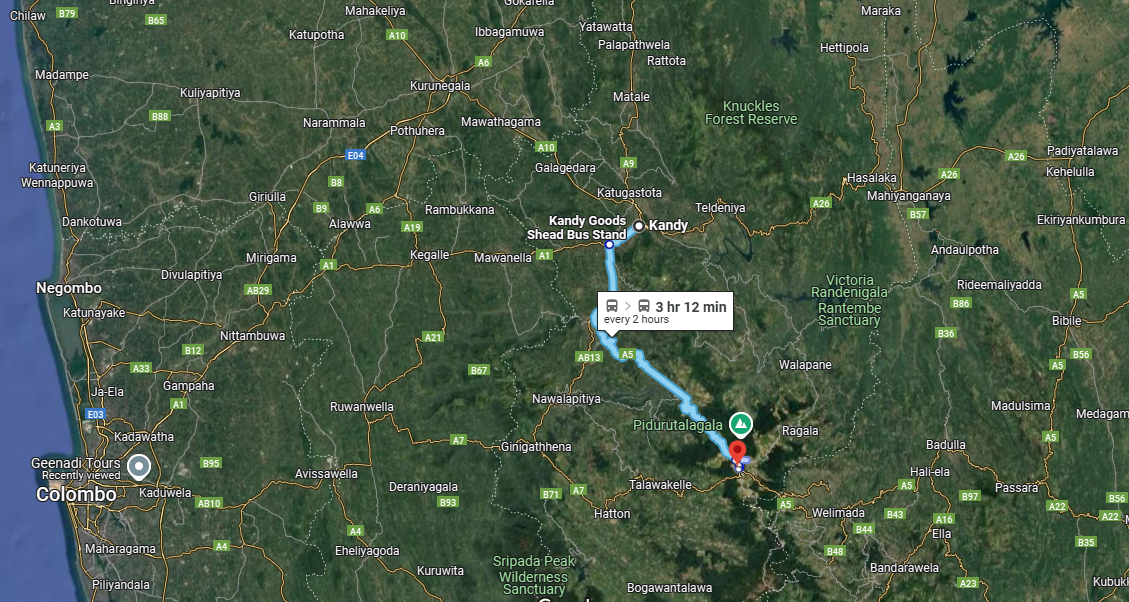 Chilaw
B79
Bingiriya
B65
Mahakeliya
Katupotha
A10
Gokarella
Ibbagamuwa
A6
Yatawatta
Palapathwela
Rattota
Maraka
Hettipola
Madampe
Kuliyapitiya
Kurunegala
Matale
Knuckles
Forest Reserve
A3
B88
Narammala
Pothuhera
Mawathagama
A10
A9
E04
Galagedara
A26
Padiyatalawa
Kehelulla
Katuneriya
Wennappuwa
B8
Giriulla
B9
A6
Rambukkana
Katugastota
Teldeniya
Hasalaka
Mahiyanganaya
A26
A26
B57
Dankotuwa
Alawwa
A19
Kandy Goods
Shead Bus Stand
Kandy
Ekiriyankumbura
Mirigama
A1
Kegalle
Mawanella
A1
Andaulpotha
Divulapitiya
Negombo
AB29
Katunayake
Victoria
Randenigala
Rantembe
Sanctuary
Rideemaliyadda
A5
B86
3 hr 12 min
every 2 hours
Bibile
Nittambuwa
A21
B36
B12
AB13
A5
B56
A5
A33
B67
Walapane
Gampaha
Ja-Ela
A1
E03
Ruwanwella
Nawalapitiya
Madulsima
Medagam
Kadawatha
Pidurutalagala
Ragala
A7
Ginigathhena
Badulla
A5
Geenadi Tours
Recently viewed
B95
Colombo
Kaduwela
AB10
Avissawella
Deraniyagala
B93
B71
A7
Talawakelle
Hali-ela
A5
Passara
B97
B56
A22
A22
Hatton
A5
Welimada
B43
A16
B44
Ella
B35
Maharagama
A4
A4
Eheliyagoda
B48
Sripada Peak
Wilderness
Sanctuary
Bandarawela
Piliyandala
Kuruwita
Bogawantalawa
A23
Kubukk